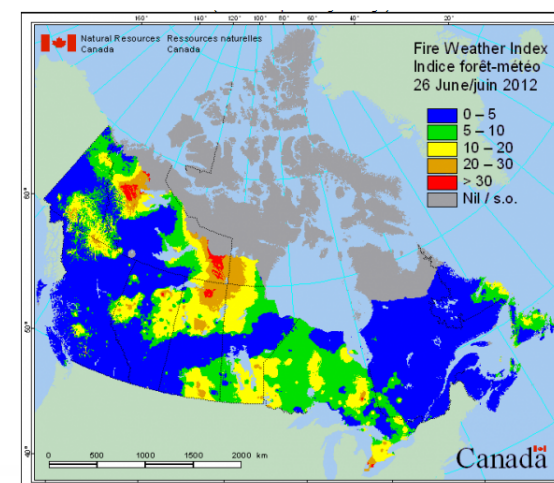 140° 120° 100° 80° 60° 40° 20°
Natural Resources Ressources naturelles
Canada Canada
Fire Weather Index
Indice forêt-météo
26 June/juin 2012
0 – 5
5 – 10
10 – 20
20 – 30
> 30
Nil / s.o.
60°
50°
40°
0 500 1000 1500 2000 km
Canada